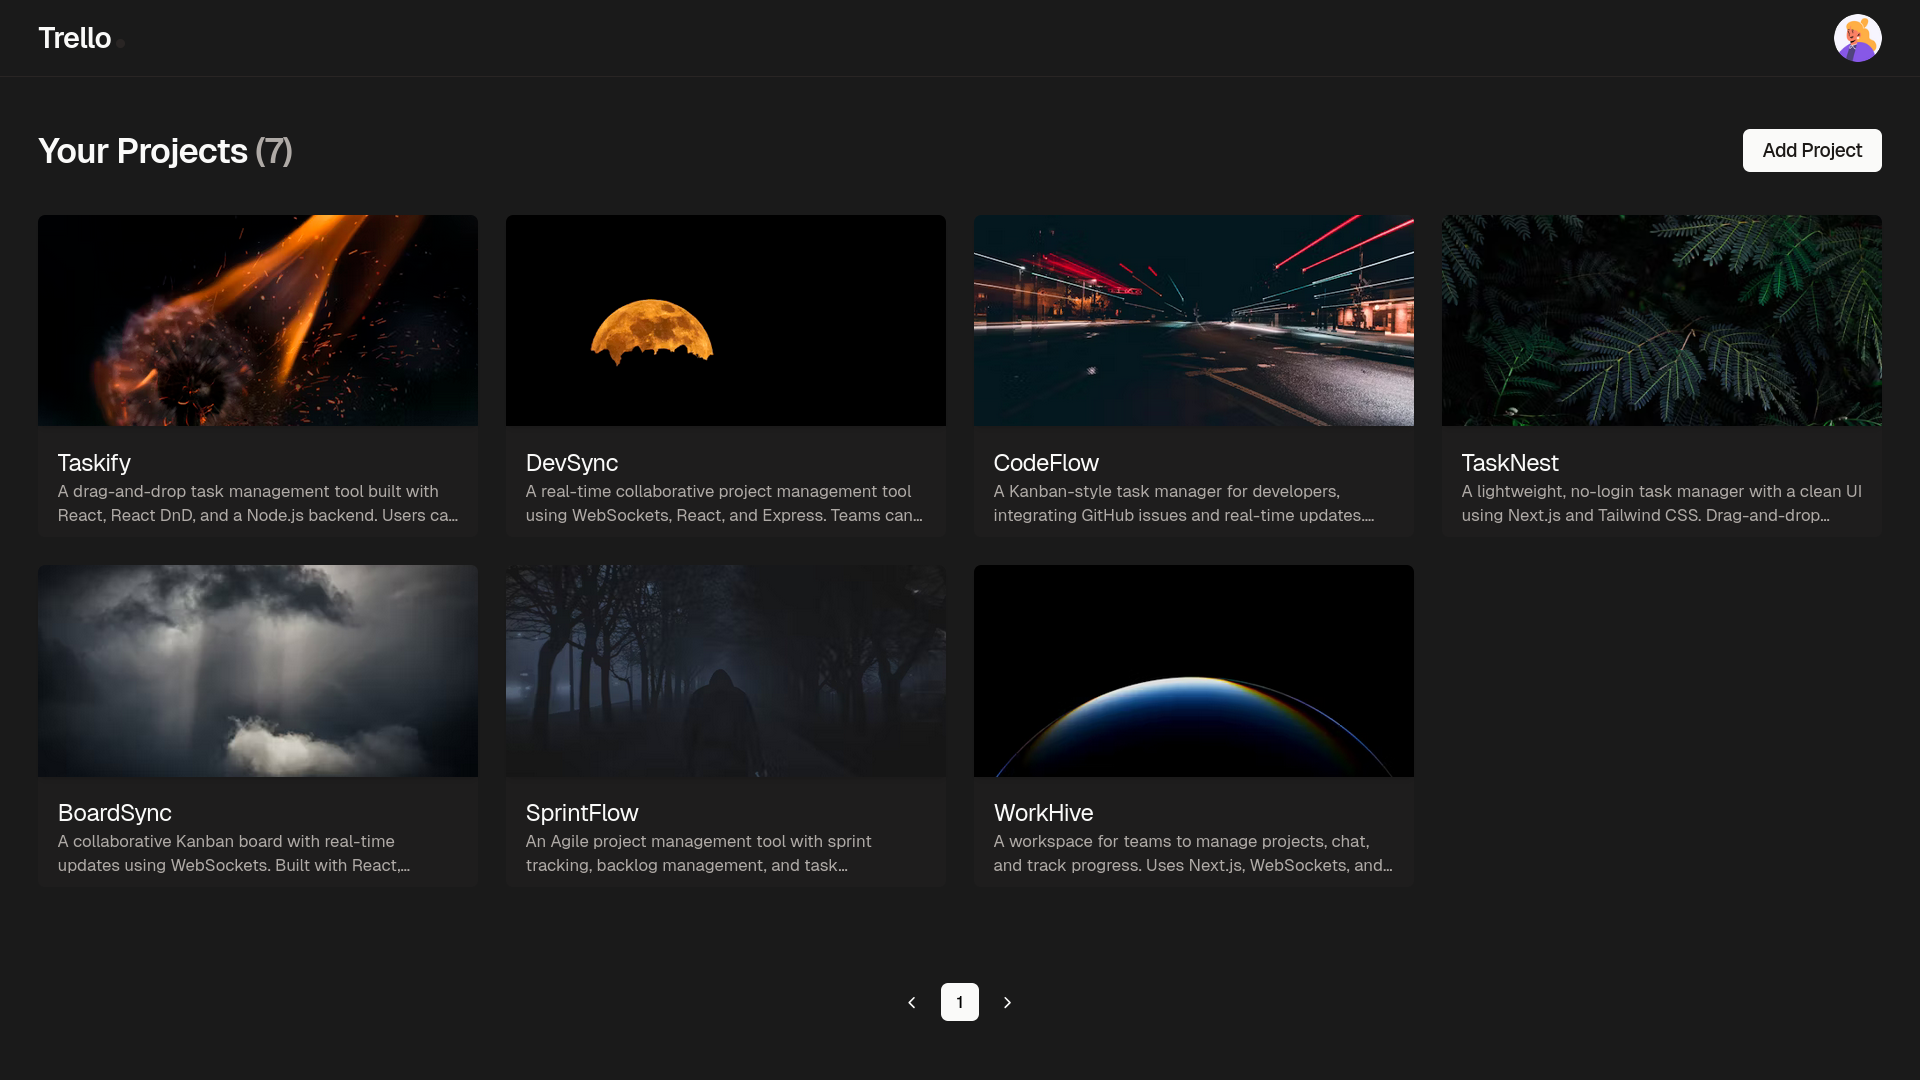 Trello
Your Projects (7)
Add Project
Taskify
A drag-and-drop task management tool built with
React, React DnD, and a Node.js backend. Users ca...
DevSync
A real-time collaborative project management tool
using WebSockets, React, and Express. Teams can...
CodeFlow
A Kanban-style task manager for developers,
integrating GitHub issues and real-time updates....
TaskNest
A lightweight, no-login task manager with a clean UI
using Next.js and Tailwind CSS. Drag-and-drop...
BoardSync
A collaborative Kanban board with real-time
updates using WebSockets. Built with React,...
SprintFlow
An Agile project management tool with sprint
tracking, backlog management, and task...
WorkHive
A workspace for teams to manage projects, chat,
and track progress. Uses Next.js, WebSockets, and...
1